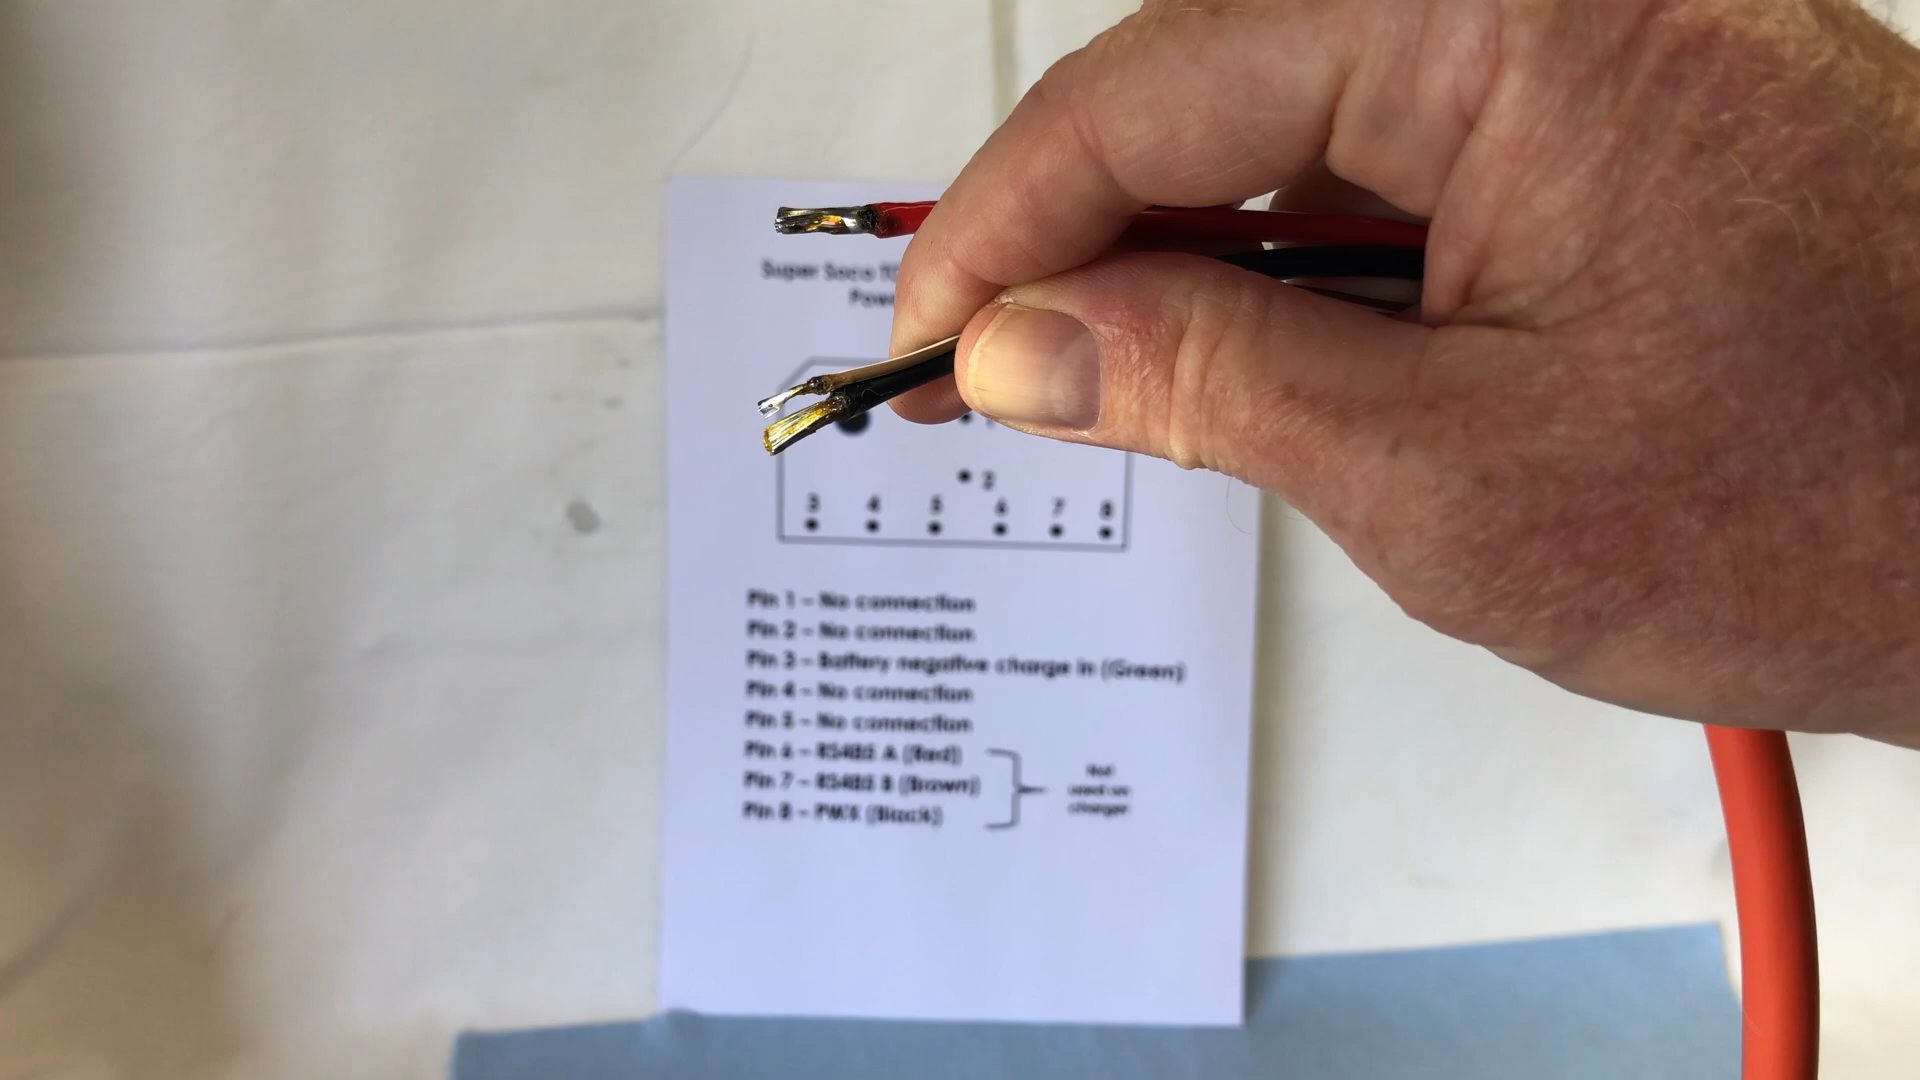 Super Soco TC
Powe
1
2
3 4 5 6 7 8
Pin 1 – No connection
Pin 2 – No connection
Pin 3 – Battery negative charge in (Green)
Pin 4 – No connection
Pin 5 – No connection
Pin 6 – RS485 A (Red)
Pin 7 – RS485 B (Brown)
Pin 8 – (Black)
Not
used on
charger